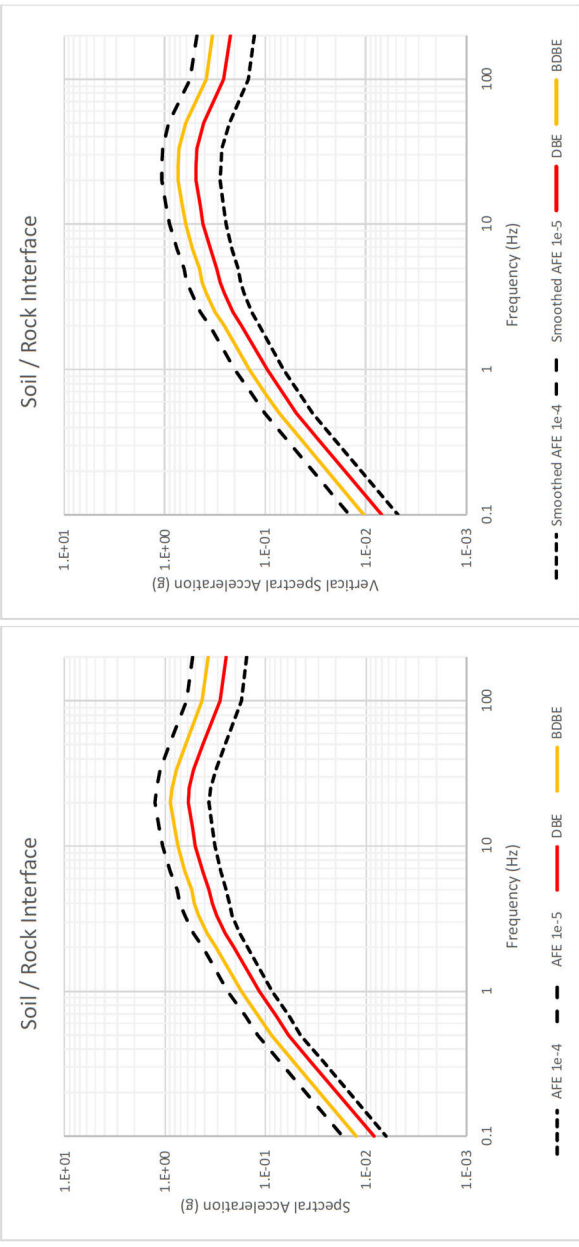 Soil / Rock Interface
Spectral Acceleration (g)
1.E+01
1.E+00
1.E-01
1.E-02
1.E-03
0.1
1
10
100
Frequency (Hz)
AFE 1e-4
AFE 1e-5
DBE
BDBE
Soil / Rock Interface
Vertical Spectral Acceleration (g)
1.E+01
1.E+00
1.E-01
1.E-02
1.E-03
0.1
1
10
100
Frequency (Hz)
Smoothed AFE 1e-4
Smoothed AFE 1e-5
DBE
BDBE